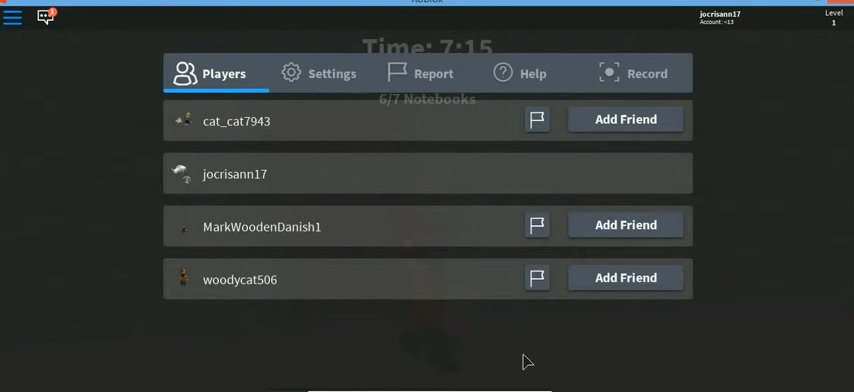 ROBLOX
jocrisann17
Account: <13
Level
1
1
Time: 7:15
Players
Settings
Report
Help
Record
6/7 Notebooks
cat_cat7943
Add Friend
jocrisann17
MarkWoodenDanish1
Add Friend
woodycat506
Add Friend